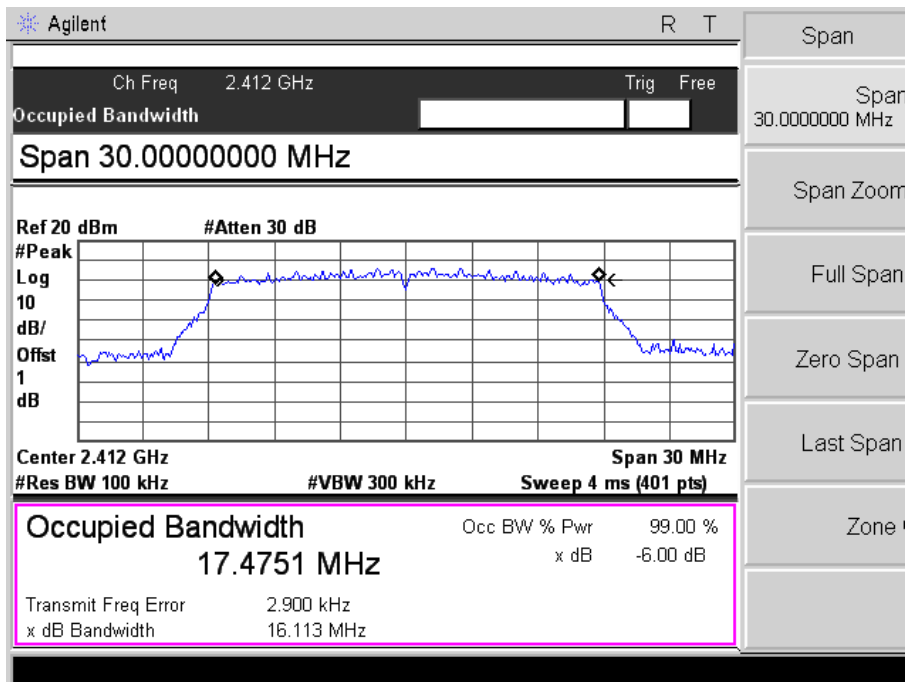 Agilent R T
Ch Freq 2.412 GHz Trig Free
Occupied Bandwidth
Span 30.00000000 MHz
Ref 20 dBm #Atten 30 dB
#Peak
Log
10
dB/
Offst
1
dB
Center 2.412 GHz Span 30 MHz
#Res BW 100 kHz #VBW 300 kHz Sweep 4 ms (401 pts)
Occupied Bandwidth
17.4751 MHz
Occ BW % Pwr 99.00 %
x dB -6.00 dB
Transmit Freq Error 2.900 kHz
x dB Bandwidth 16.113 MHz
Span
Span
30.0000000 MHz
Span Zoom
Full Span
Zero Span
Last Span
Zone